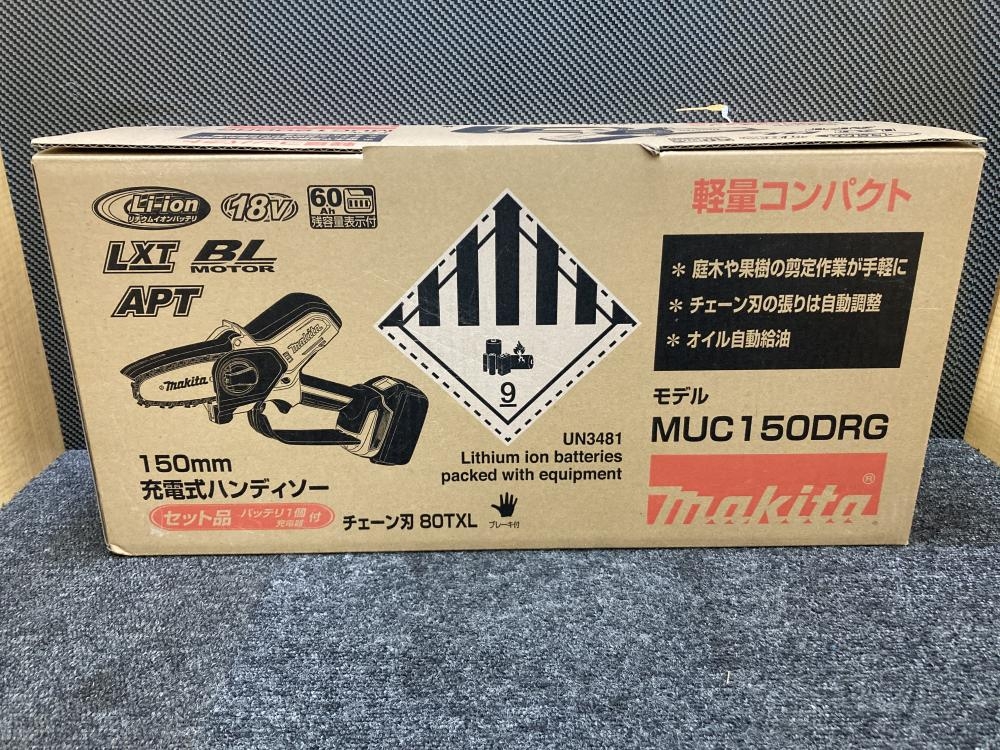 Li-ion
リチウムイオンバッテリ
18V
6.0
Ah
残容量表示付
LXT
BL
MOTOR
APT
makita
makita
150mm
充電式ハンディソー
セット品 バッテリ1個
充電器
付
チェーン刃 80TXL
ブレーキ付
9
UN3481
Lithium ion batteries
packed with equipment
軽量コンパクト
* 庭木や果樹の剪定作業が手軽に
* チェーン刃の張りは自動調整
* オイル自動給油
モデル
MUC150DRG
makita®